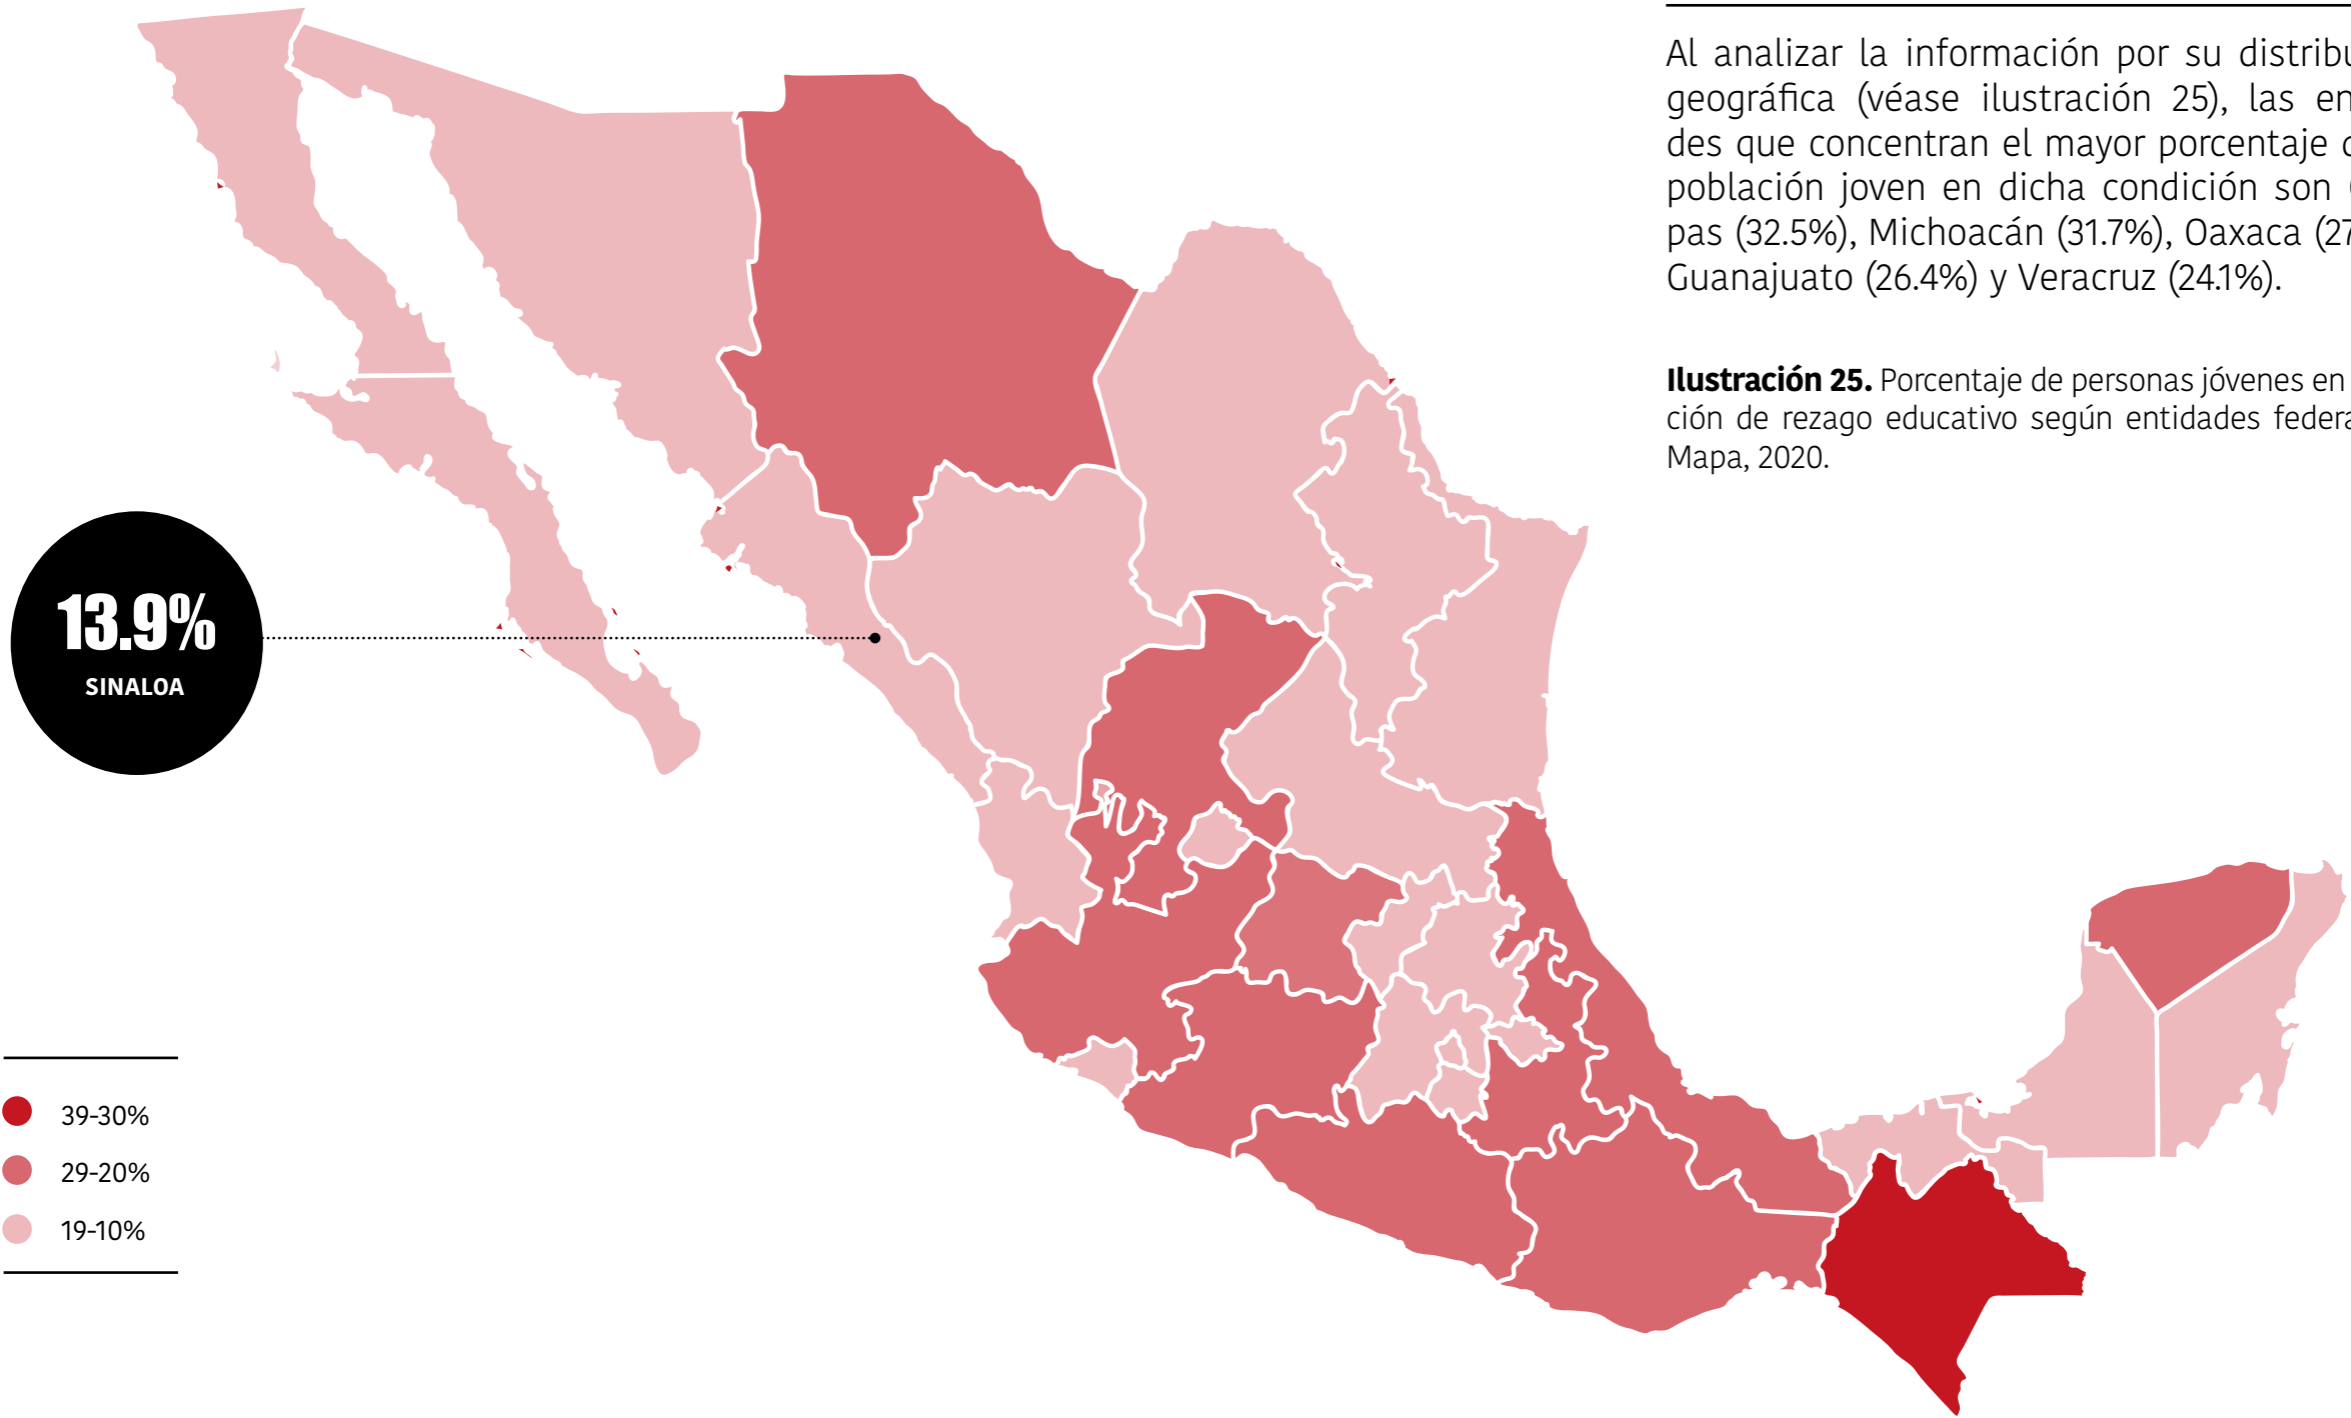 Al analizar la información por su distribu
geográfica (véase ilustración 25), las en
des que concentran el mayor porcentaje
población joven en dicha condición son
pas (32.5%), Michoacán (31.7%), Oaxaca (27
Guanajuato (26.4%) y Veracruz (24.1%).
Ilustración 25. Porcentaje de personas jóvenes en
ción de rezago educativo según entidades federa
Mapa, 2020.
13.9%
SINALOA
39-30%
29-20%
19-10%